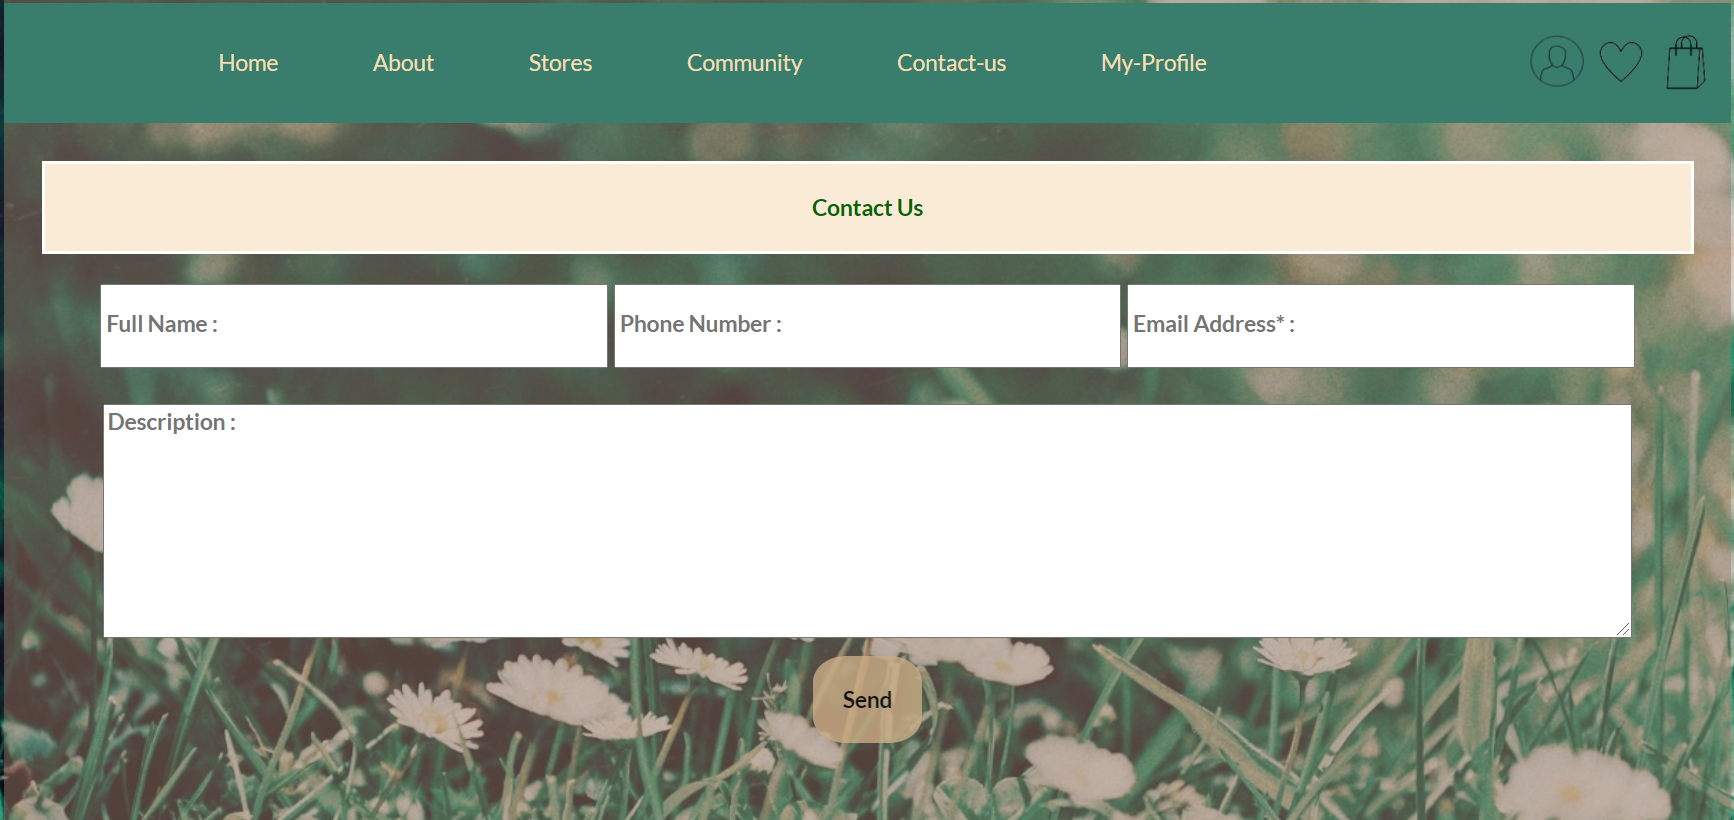 Home About Stores Community Contact-us My-Profile
Contact Us
Full Name : Phone Number : Email Address* :
Description :
Send